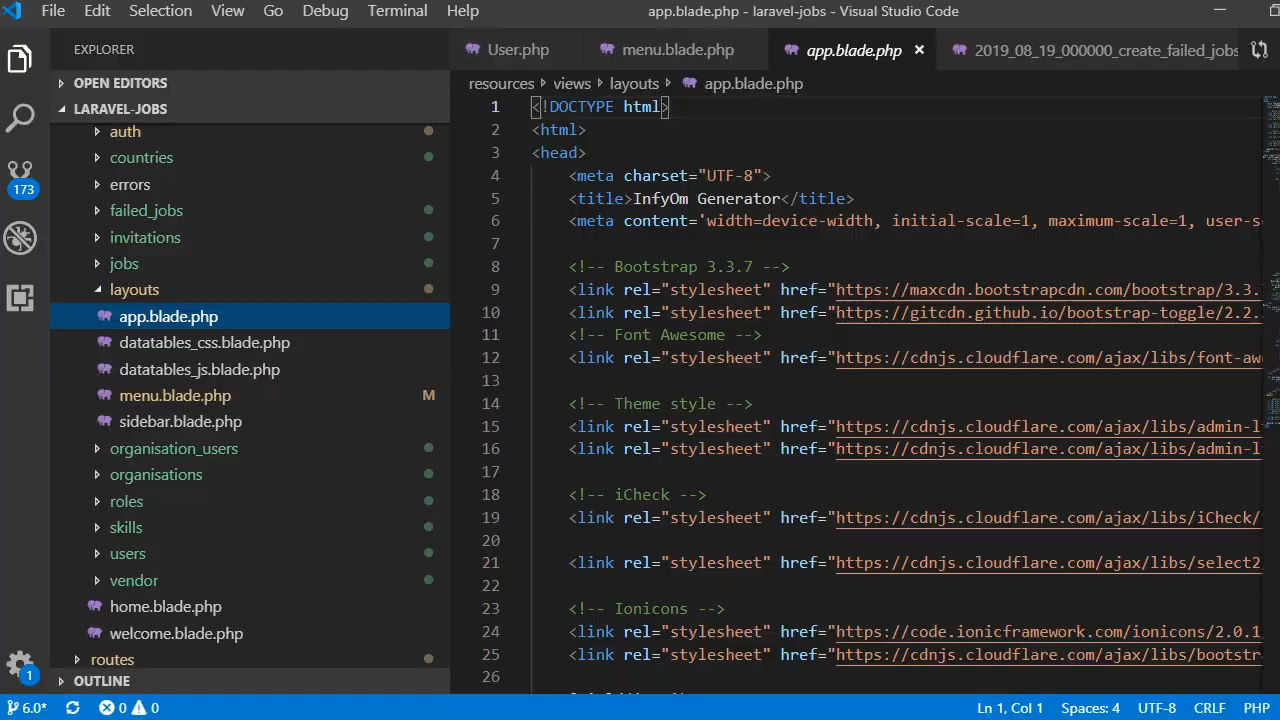 File Edit Selection View Go Debug Terminal Help app.blade.php - laravel-jobs - Visual Studio Code
EXPLORER
OPEN EDITORS
LARAVEL-JOBS
auth
countries
errors
failed_jobs
invitations
jobs
layouts
app.blade.php
datatables_css.blade.php
datatables_js.blade.php
menu.blade.php M
sidebar.blade.php
organisation_users
organisations
roles
skills
users
vendor
home.blade.php
welcome.blade.php
routes
OUTLINE
173
1
User.php menu.blade.php app.blade.php × 2019_08_19_000000_create_failed_jobs
resources > views > layouts > app.blade.php
1 <!DOCTYPE html>
2 <html>
3 <head>
4 <meta charset="UTF-8">
5 <title>InfyOm Generator</title>
6 <meta content='width=device-width, initial-scale=1, maximum-scale=1, user-s
7
8 <!-- Bootstrap 3.3.7 -->
9 <link rel="stylesheet" href="https://maxcdn.bootstrapcdn.com/bootstrap/3.3.
10 <link rel="stylesheet" href="https://gitcdn.github.io/bootstrap-toggle/2.2.
11 <!-- Font Awesome -->
12 <link rel="stylesheet" href="https://cdnjs.cloudflare.com/ajax/libs/font-aw
13
14 <!-- Theme style -->
15 <link rel="stylesheet" href="https://cdnjs.cloudflare.com/ajax/libs/admin-l
16 <link rel="stylesheet" href="https://cdnjs.cloudflare.com/ajax/libs/admin-l
17
18 <!-- iCheck -->
19 <link rel="stylesheet" href="https://cdnjs.cloudflare.com/ajax/libs/iCheck/
20
21 <link rel="stylesheet" href="https://cdnjs.cloudflare.com/ajax/libs/select2
22
23 <!-- Ionicons -->
24 <link rel="stylesheet" href="https://code.ionicframework.com/ionicons/2.0.1
25 <link rel="stylesheet" href="https://cdnjs.cloudflare.com/ajax/libs/bootstr
26
6.0* 0 0 Ln 1, Col 1 Spaces: 4 UTF-8 CRLF PHP